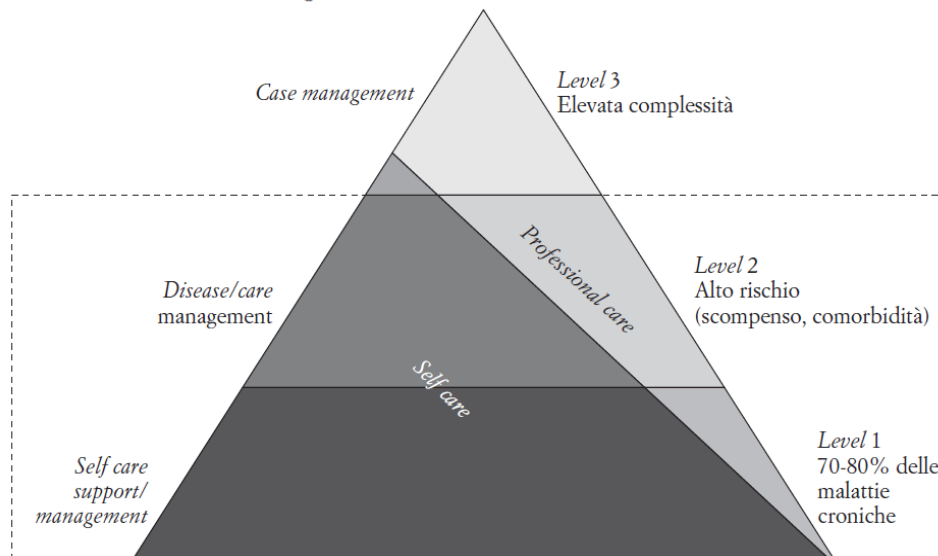 Case management
Level 3
Elevata complessità
Professional care
Disease/care
management
Level 2
Alto rischio
(scompenso, comorbidità)
Self care
Self care
support/
management
Level 1
70-80% delle
malattie
croniche